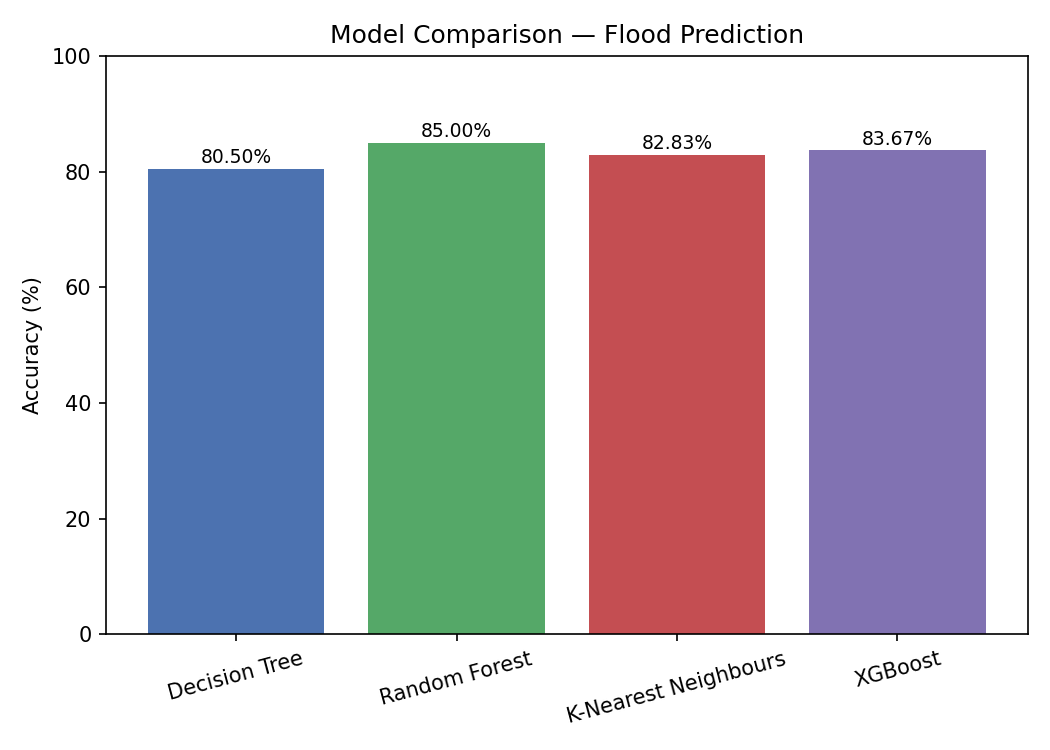 Model Comparison — Flood Prediction
Accuracy (%)
100
80
60
40
20
0
80.50%
85.00%
82.83%
83.67%
Decision Tree
Random Forest
K-Nearest Neighbours
XGBoost